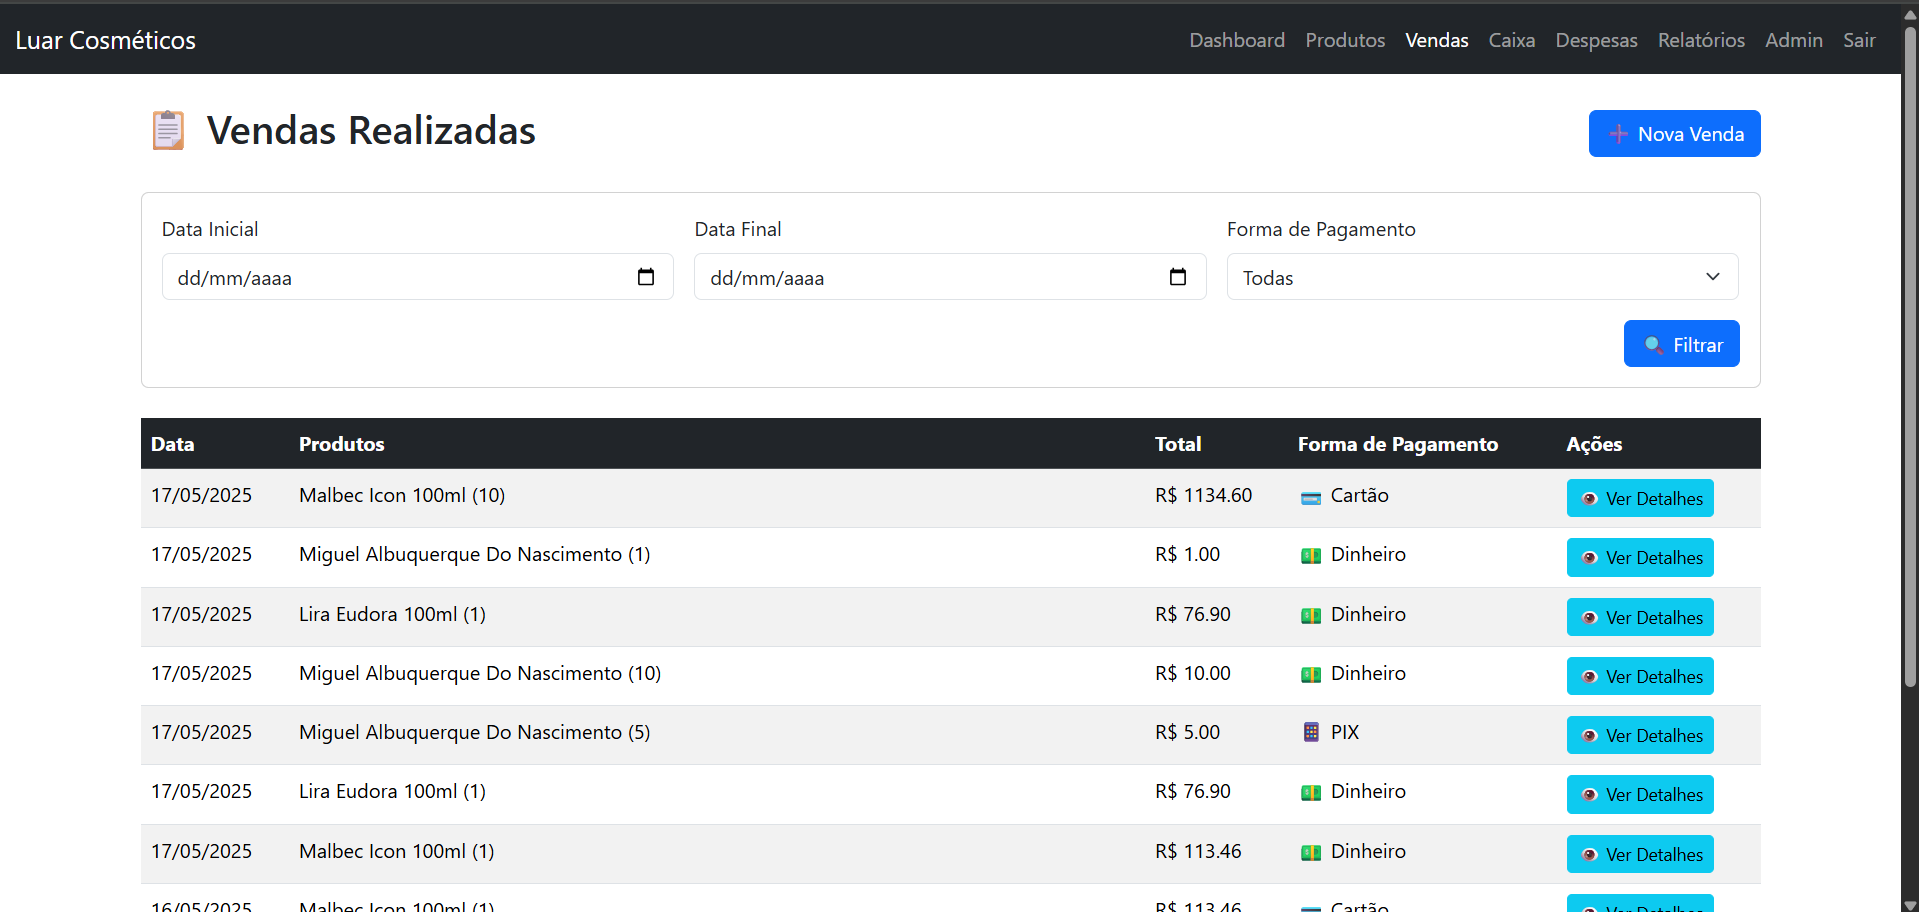 Luar Cosméticos Dashboard Produtos Vendas Caixa Despesas Relatórios Admin Sair
Vendas Realizadas Nova Venda
Data Inicial Data Final Forma de Pagamento
dd/mm/aaaa dd/mm/aaaa Todas
Filtrar
Data Produtos Total Forma de Pagamento Ações
17/05/2025 Malbec Icon 100ml (10) R$ 1134.60 Cartão Ver Detalhes
17/05/2025 Miguel Albuquerque Do Nascimento (1) R$ 1.00 Dinheiro Ver Detalhes
17/05/2025 Lira Eudora 100ml (1) R$ 76.90 Dinheiro Ver Detalhes
17/05/2025 Miguel Albuquerque Do Nascimento (10) R$ 10.00 Dinheiro Ver Detalhes
17/05/2025 Miguel Albuquerque Do Nascimento (5) R$ 5.00 PIX Ver Detalhes
17/05/2025 Lira Eudora 100ml (1) R$ 76.90 Dinheiro Ver Detalhes
17/05/2025 Malbec Icon 100ml (1) R$ 113.46 Dinheiro Ver Detalhes
16/05/2025 Malbec Icon 100ml (1) R$ 113.46 Cartão Ver Detalhes